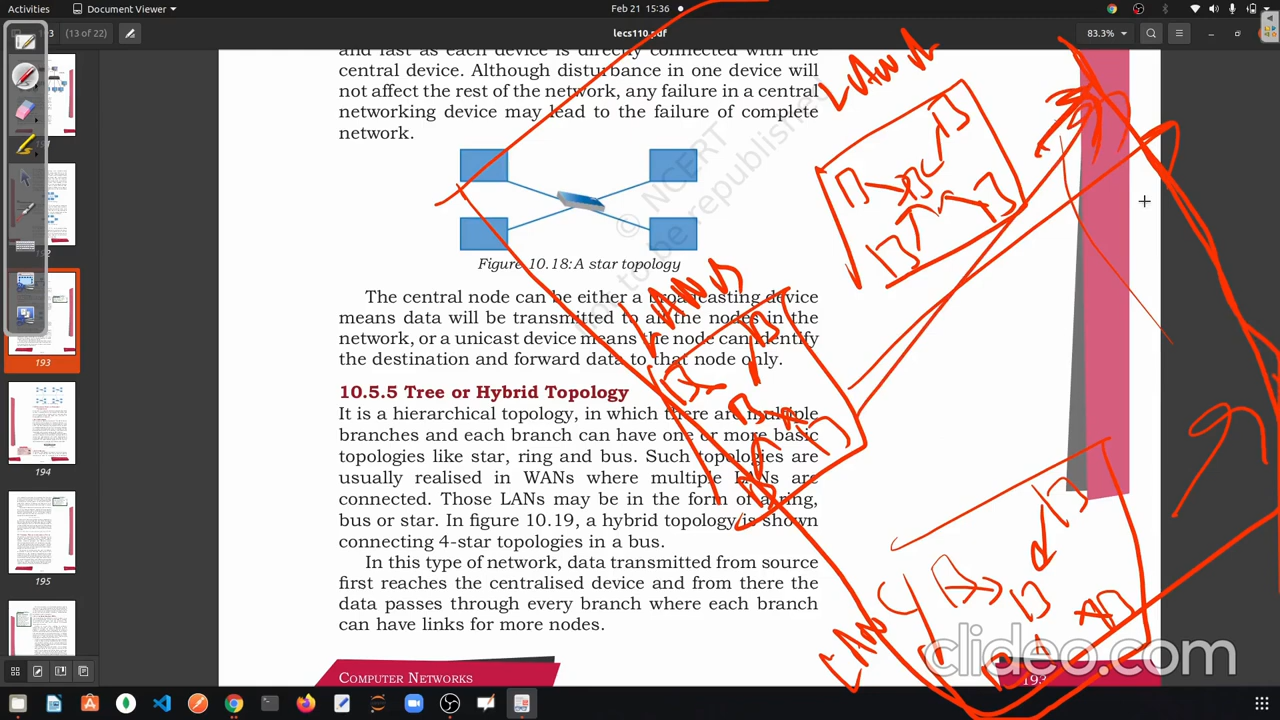 Activities
Document Viewer
Feb 21 15:36
(13 of 22)
lecs110.pdf
83.3%
and fast as each device is directly connected with the
central device. Although disturbance in one device will
not affect the rest of the network, any failure in a central
networking device may lead to the failure of complete
network.
© NCERT
not to be republished
Figure 10.18: A star topology
The central node can be either a broadcasting device
means data will be transmitted to all the nodes in the
network, or a unicast device means the node can identify
the destination and forward data to that node only.
10.5.5 Tree or Hybrid Topology
It is a hierarchical topology, in which there are multiple
branches and each branch can have one or more basic
topologies like star, ring and bus. Such topologies are
usually realised in WANs where multiple LANs are
connected. Those LANs may be in the form of a ring,
bus or star. In figure 10.19, a hybrid topology is shown
connecting 4-star topologies in a bus.
In this type of network, data transmitted from source
first reaches the centralised device and from there the
data passes through every branch where each branch
can have links for more nodes.
COMPUTER NETWORKS
193
193
194
195
clideo.com